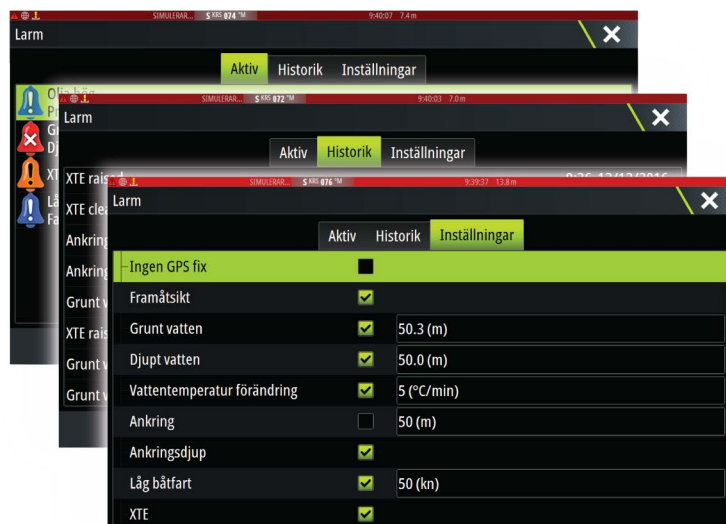 SIMULERAR... S KRS 074 °M 9:40:07 7.4 m
Larm
Aktiv Historik Inställningar
SIMULERAR... S KRS 072 °M 9:40:03 7.0 m
Larm
Aktiv Historik Inställningar
XTE
XTE
Ankring
Ankring
Grunt
XTE
Grunt
Grunt
SIMULERAR... S KRS 076 °M 9:39:37 13.8 m
Larm
Aktiv Historik Inställningar
Ingen GPS fix
Framåtsikt
Grunt vatten 50.3 (m)
Djupt vatten 50.0 (m)
Vattentemperatur förändring 5 (°C/min)
Ankring 50 (m)
Ankringsdjup
Låg båtfart 50 (kn)
XTE